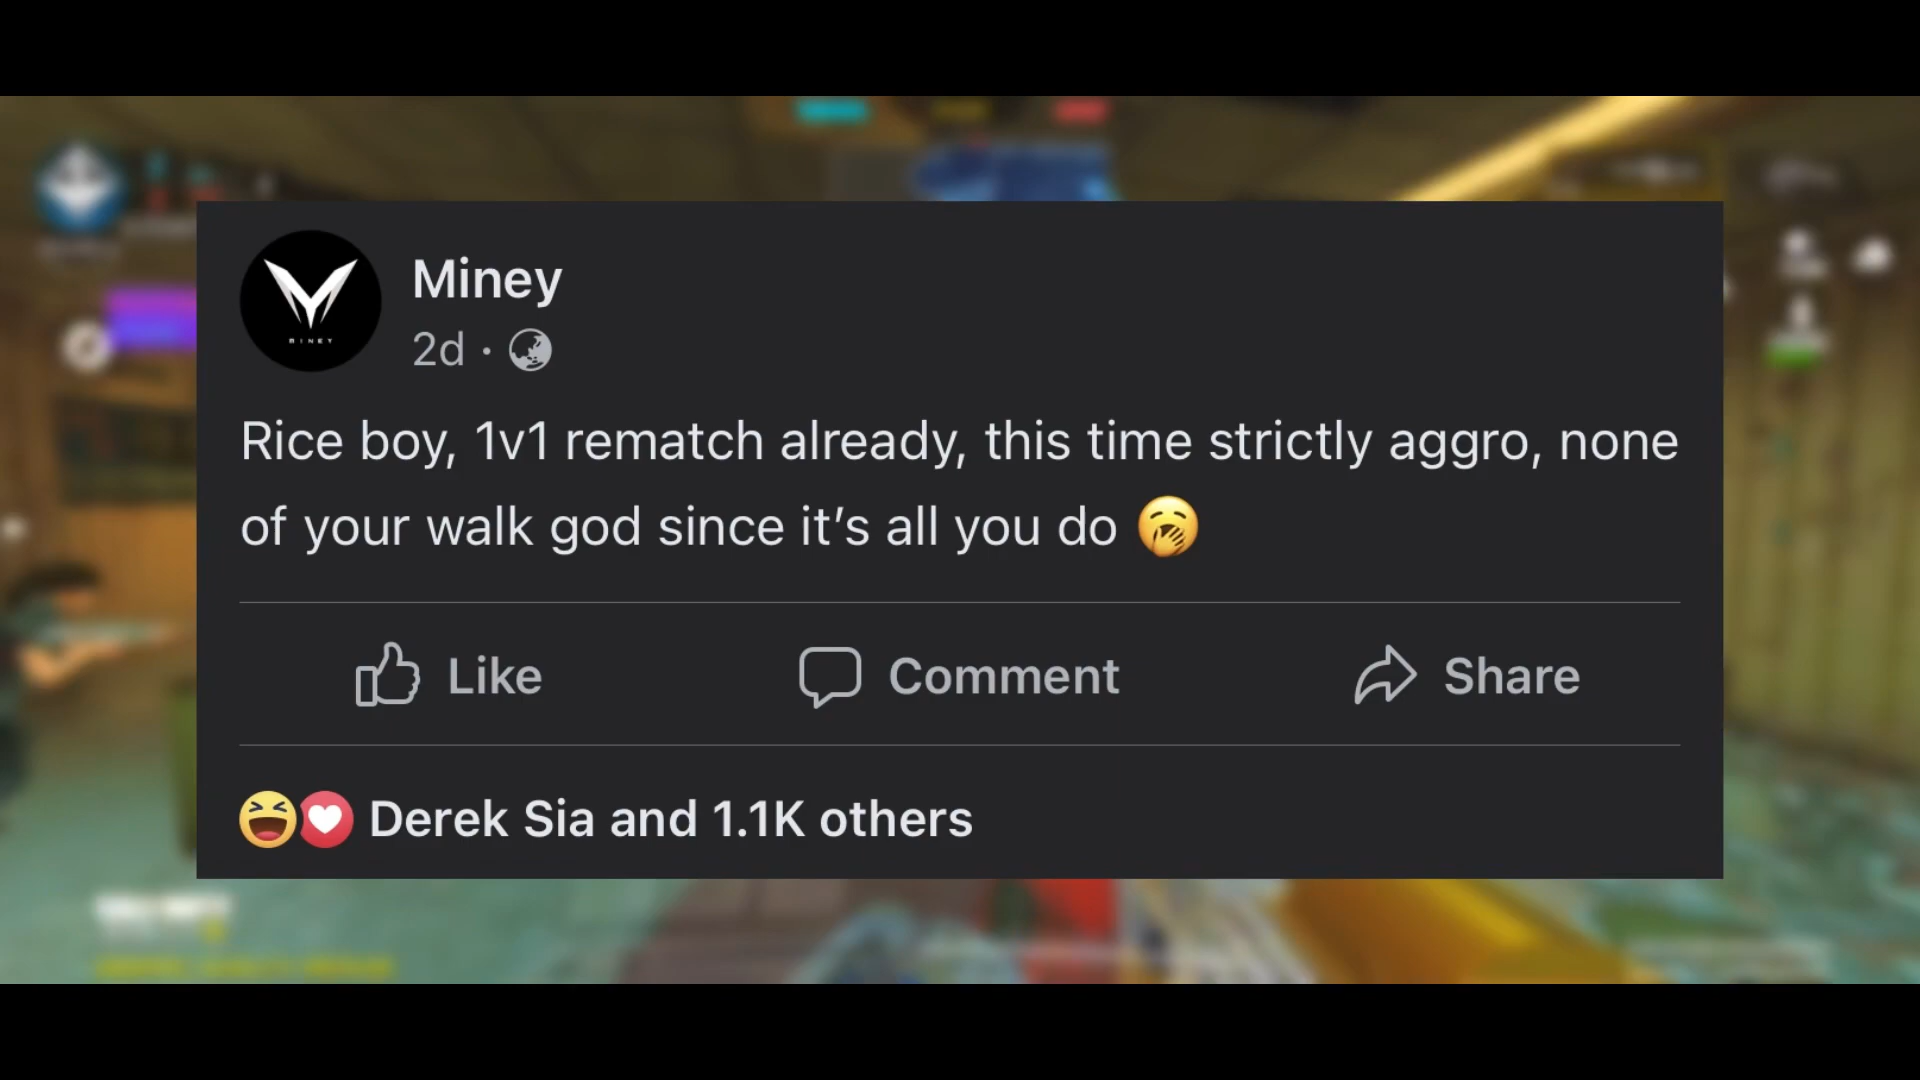 Miney
2d ·
MINEY
Rice boy, 1v1 rematch already, this time strictly aggro, none
of your walk god since it’s all you do 🥱
Like
Comment
Share
Derek Sia and 1.1K others